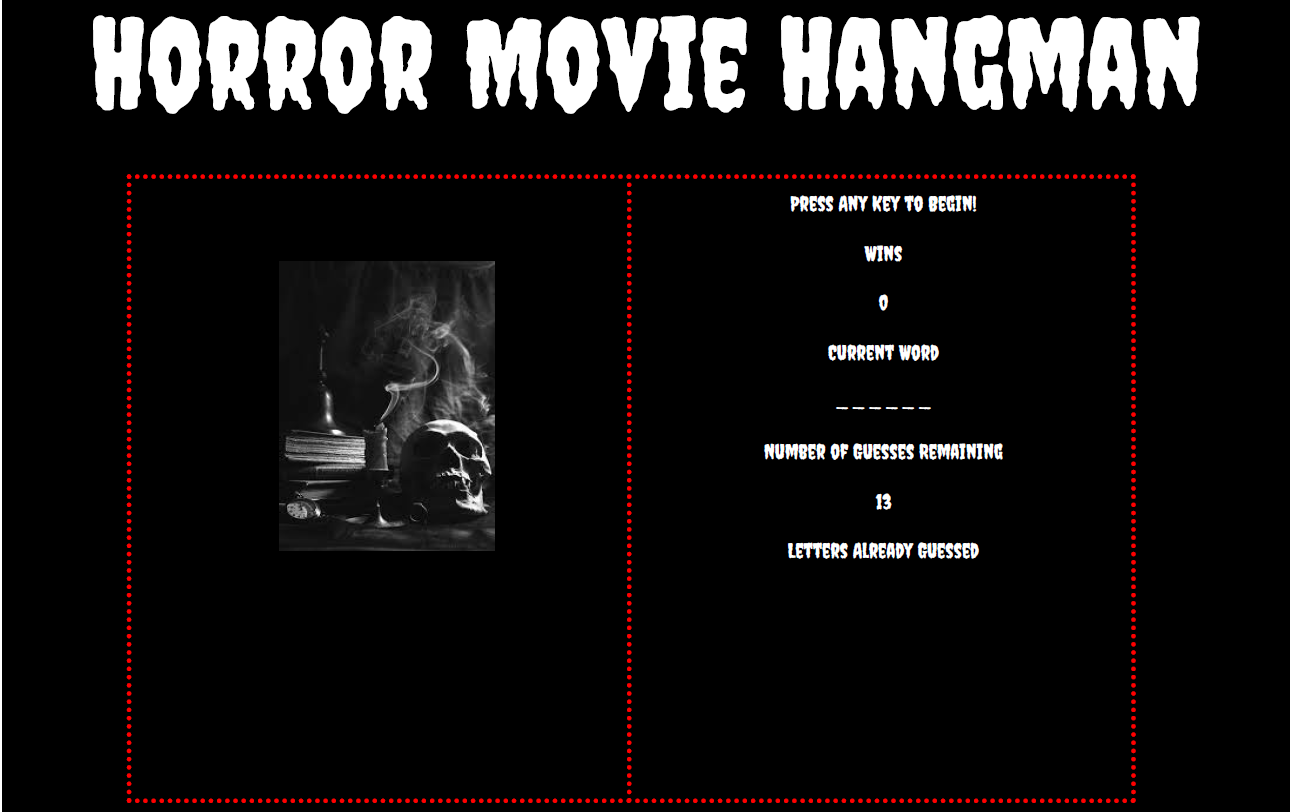 HORROR MOVIE HANGMAN
PRESS ANY KEY TO BEGIN!
WINS
0
CURRENT WORD
_ _ _ _ _ _
NUMBER OF GUESSES REMAINING
13
LETTERS ALREADY GUESSED